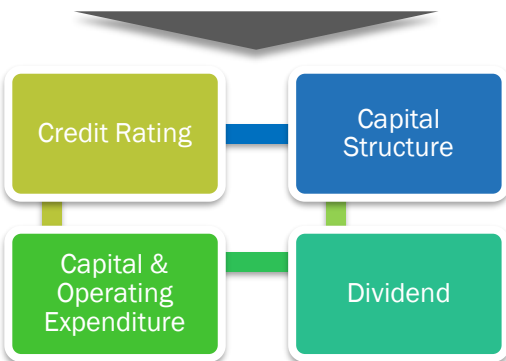 Credit Rating
Capital
Structure
Capital &
Operating
Expenditure
Dividend